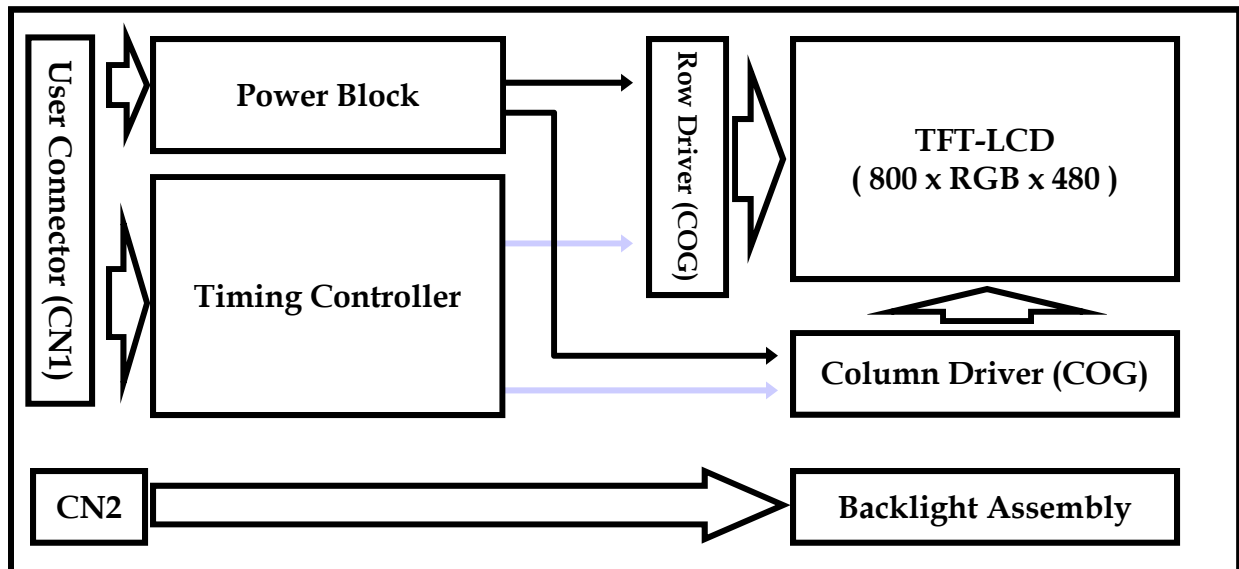 User Connector (CN1)
Power Block
Row Driver (COG)
TFT-LCD
( 800 x RGB x 480 )
Timing Controller
Column Driver (COG)
CN2
Backlight Assembly